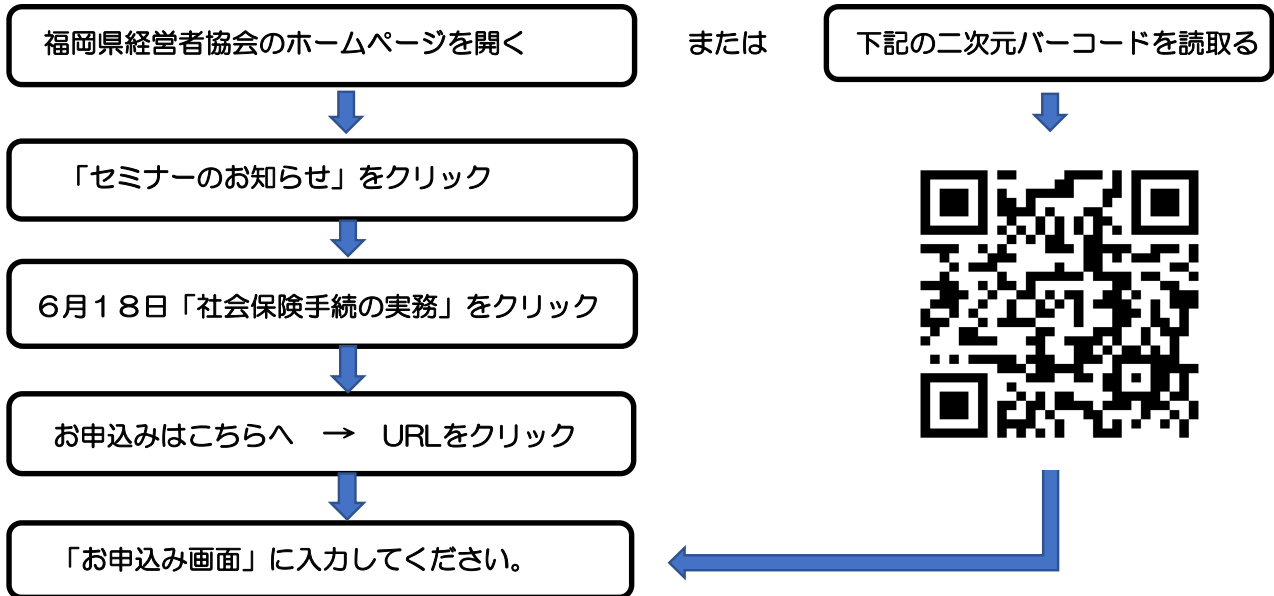 福岡県経営者協会のホームページを開く
または
下記の二次元バーコードを読取る
「セミナーのお知らせ」をクリック
６月１８日「社会保険手続の実務」をクリック
お申込みはこちらへ　→　URLをクリック
「お申込み画面」に入力してください。